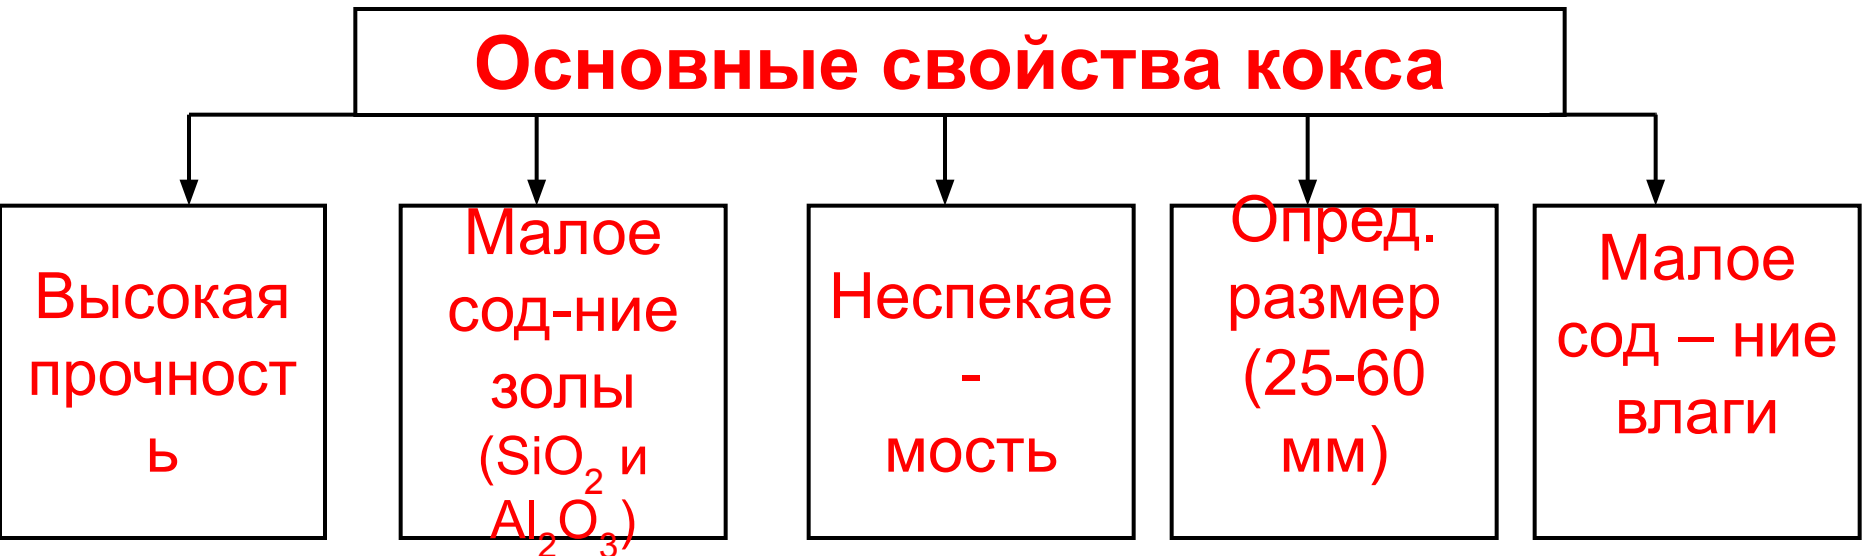 Основные свойства кокса
Высокая
прочност
ь
Малое
сод-ние
золы
(SiO₂ и
Al₂O₃)
Неспекае
-
мость
Опред.
размер
(25-60
мм)
Малое
сод – ние
влаги